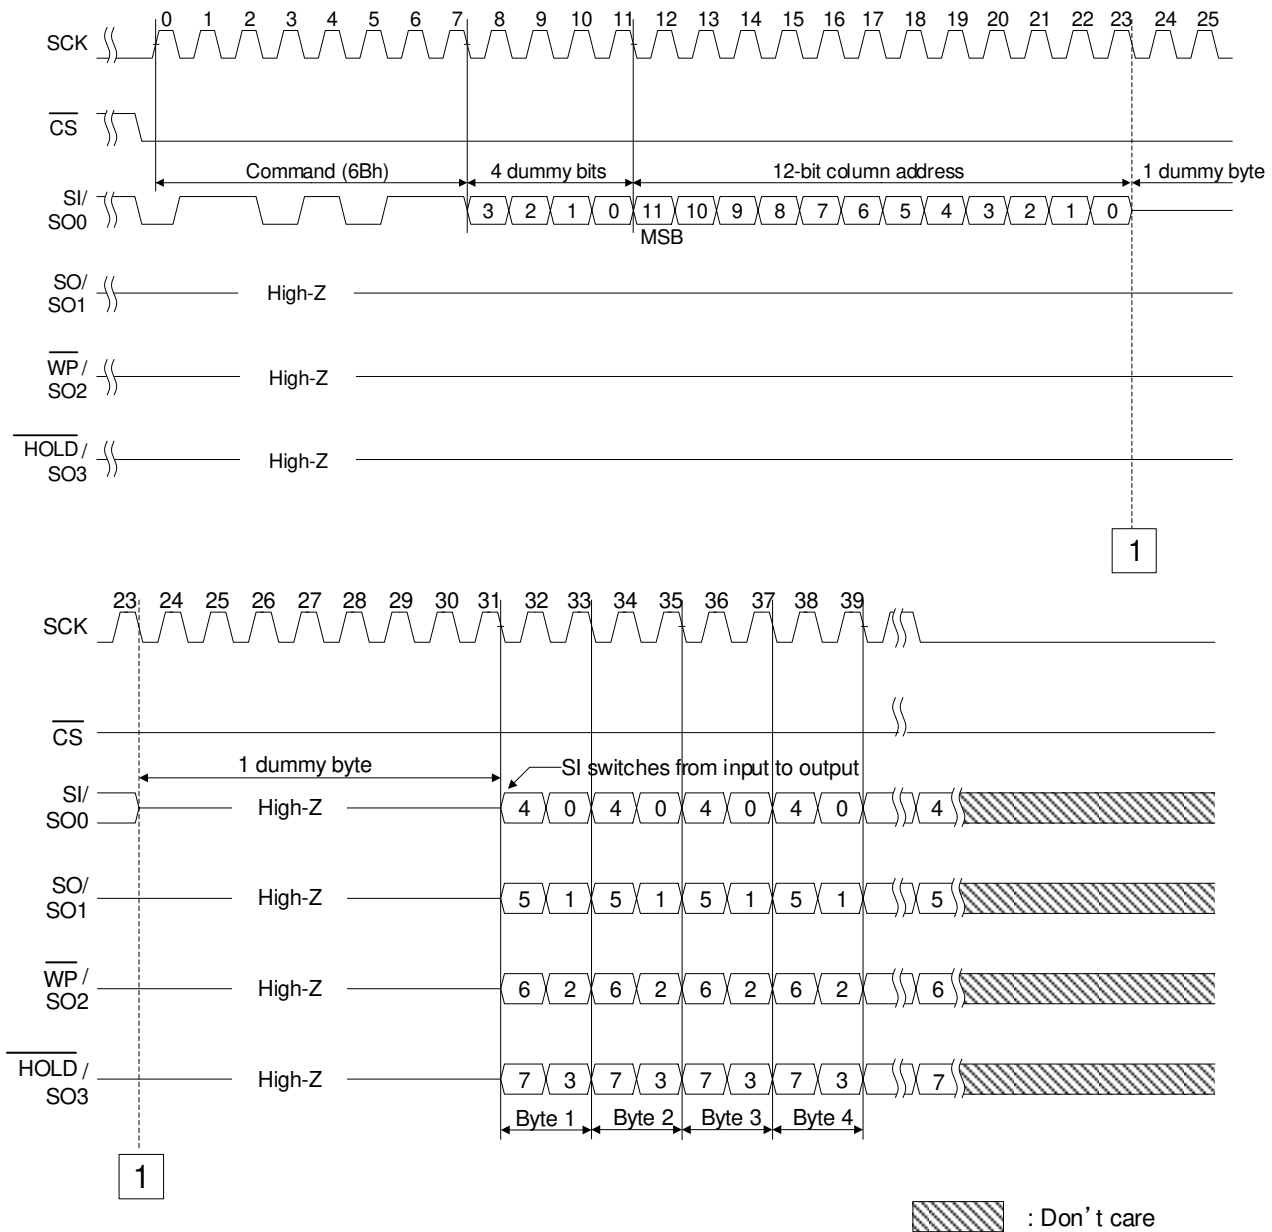 0 1 2 3 4 5 6 7 8 9 10 11 12 13 14 15 16 17 18 19 20 21 22 23 24 25
SCK
CS
Command (6Bh) 4 dummy bits 12-bit column address 1 dummy byte
SI/
SO0
3 2 1 0 11 10 9 8 7 6 5 4 3 2 1 0
MSB
SO/
SO1
High-Z
WP/
SO2
High-Z
HOLD/
SO3
High-Z
1
23 24 25 26 27 28 29 30 31 32 33 34 35 36 37 38 39
SCK
CS
1 dummy byte
SI switches from input to output
SI/
SO0
High-Z 4 0 4 0 4 0 4 0 4
SO/
SO1
High-Z 5 1 5 1 5 1 5 1 5
WP/
SO2
High-Z 6 2 6 2 6 2 6 2 6
HOLD/
SO3
High-Z 7 3 7 3 7 3 7 3 7
Byte 1 Byte 2 Byte 3 Byte 4
1
: Don't care